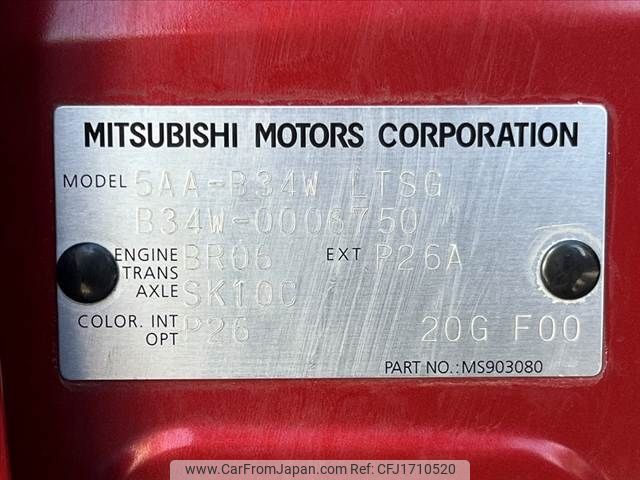 MITSUBISHI MOTORS CORPORATION
MODEL 5AA-B34W LTSG
B34W-0006750
ENGINE BR06 EXT P26A
TRANS
AXLE SK10C
COLOR. INT P26 20G F00
OPT
PART NO.:MS903080
www.CarFromJapan.com CFJ1710520